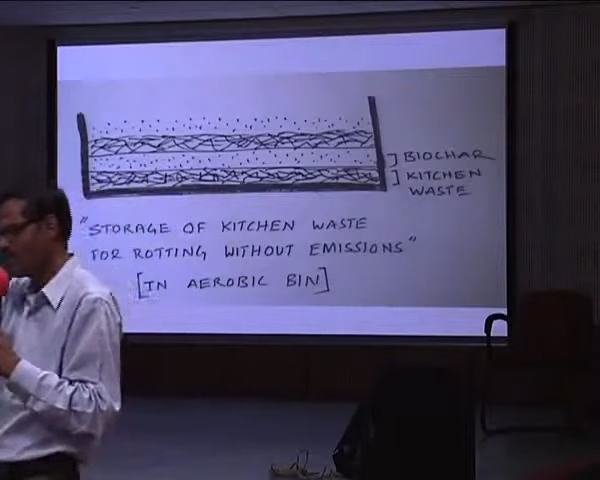 BIOCHAR
KITCHEN
WASTE
"STORAGE OF KITCHEN WASTE
FOR ROTTING WITHOUT EMISSIONS"
[IN AEROBIC BIN]